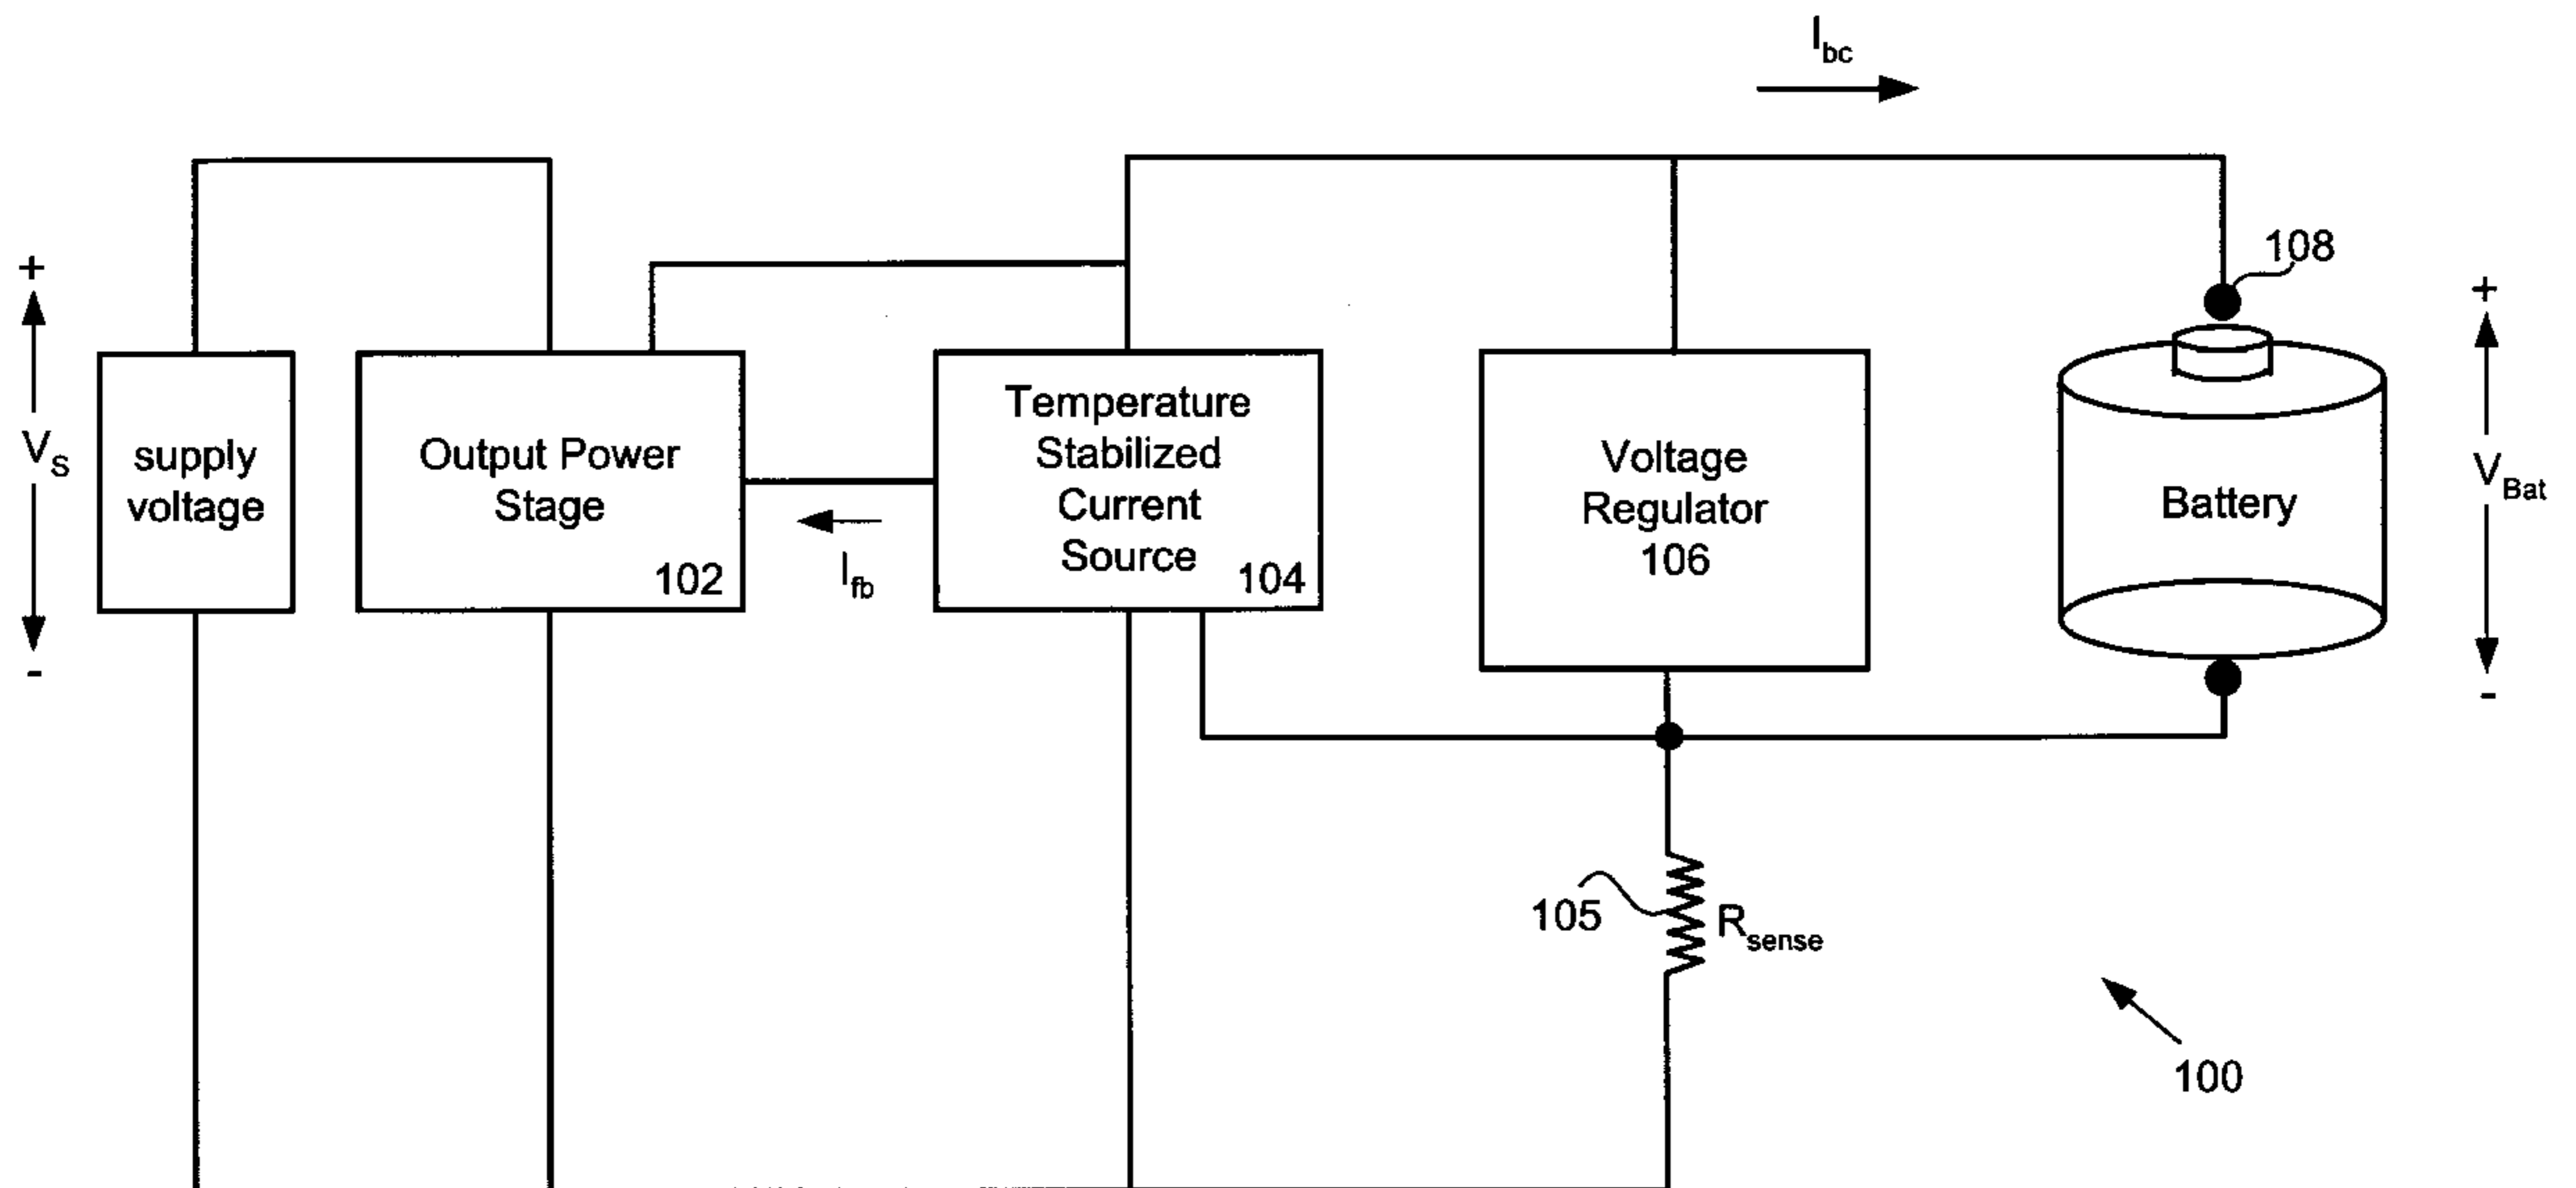 I_bc
108
+
V_S
-
supply
voltage
Output Power
Stage
102
I_fb
Temperature
Stabilized
Current
Source
104
Voltage
Regulator
106
Battery
+
V_Bat
-
105
R_sense
100